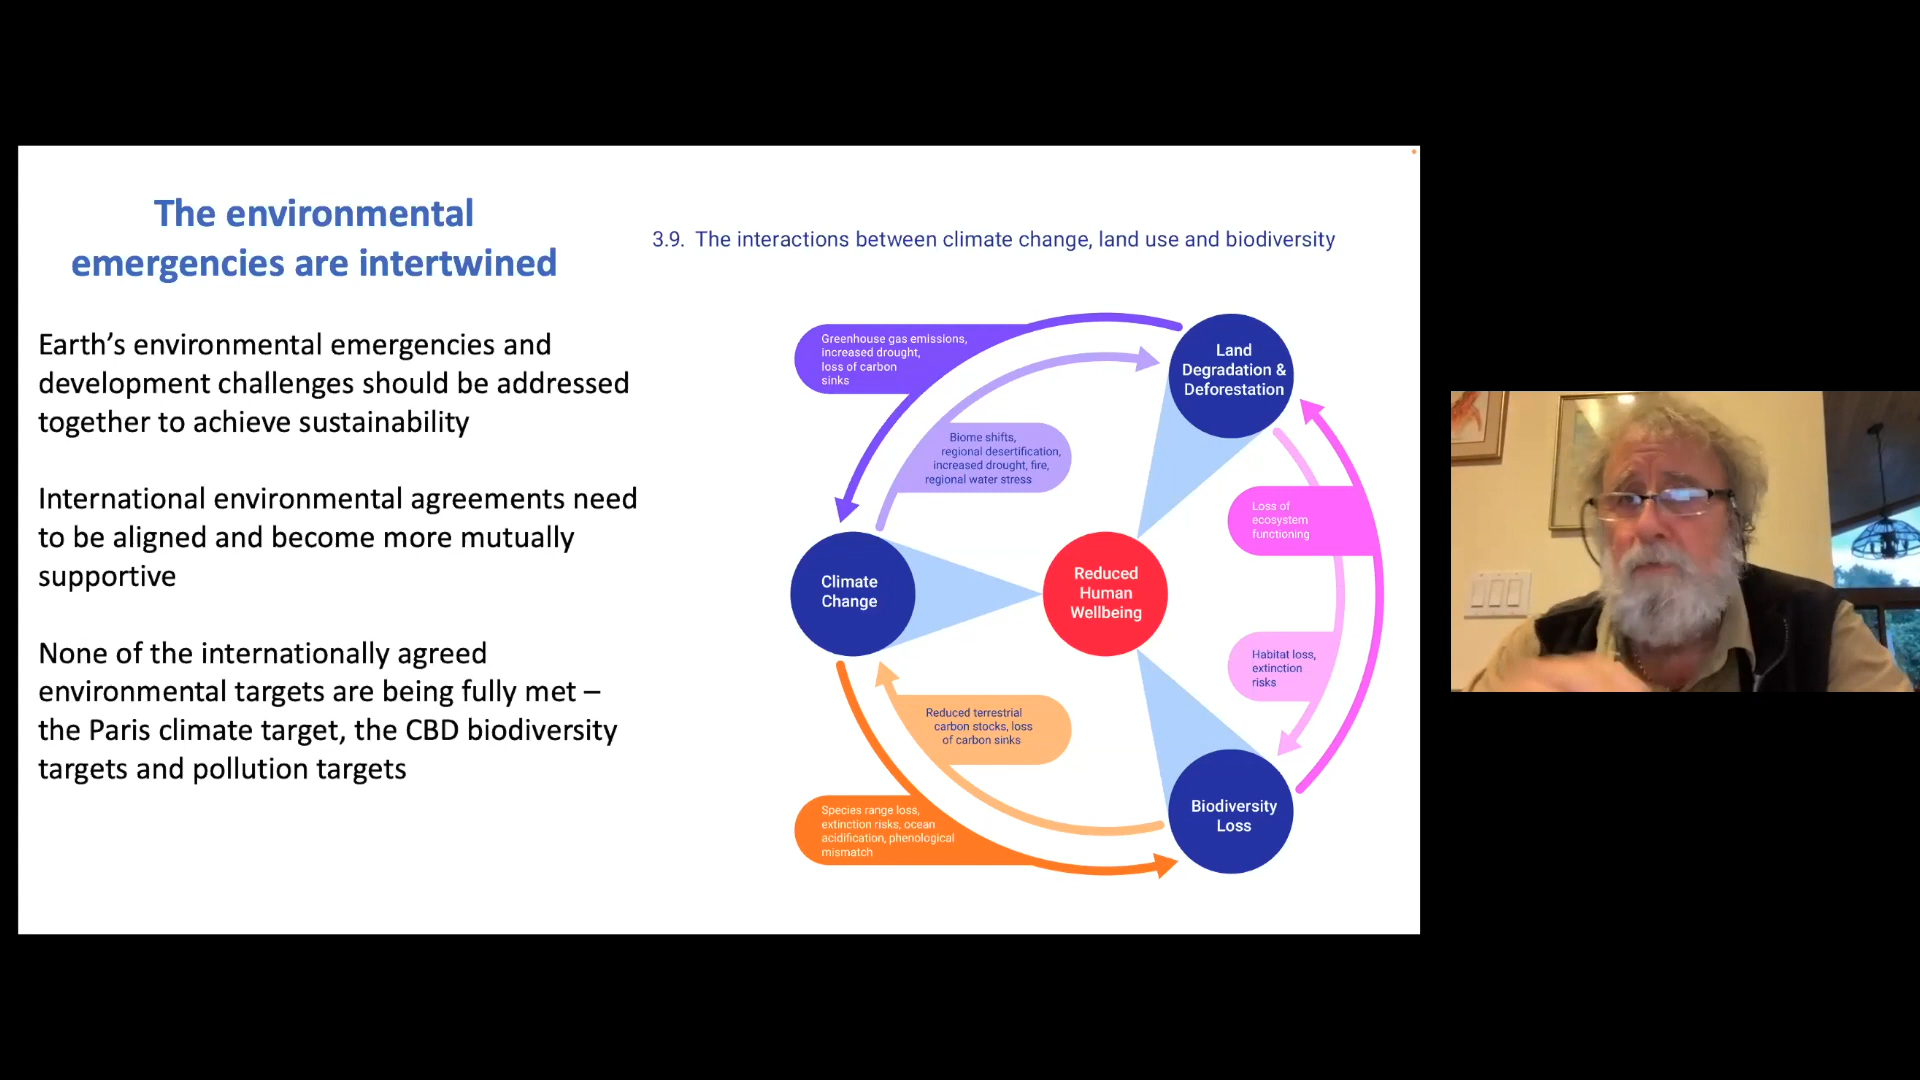 The environmental
emergencies are intertwined
Earth’s environmental emergencies and
development challenges should be addressed
together to achieve sustainability
International environmental agreements need
to be aligned and become more mutually
supportive
None of the internationally agreed
environmental targets are being fully met –
the Paris climate target, the CBD biodiversity
targets and pollution targets
3.9. The interactions between climate change, land use and biodiversity
Greenhouse gas emissions,
increased drought,
loss of carbon
sinks
Land
Degradation &
Deforestation
Biome shifts,
regional desertification,
increased drought, fire,
regional water stress
Loss of
ecosystem
functioning
Climate
Change
Reduced
Human
Wellbeing
Habitat loss,
extinction
risks
Reduced terrestrial
carbon stocks, loss
of carbon sinks
Species range loss,
extinction risks, ocean
acidification, phenological
mismatch
Biodiversity
Loss